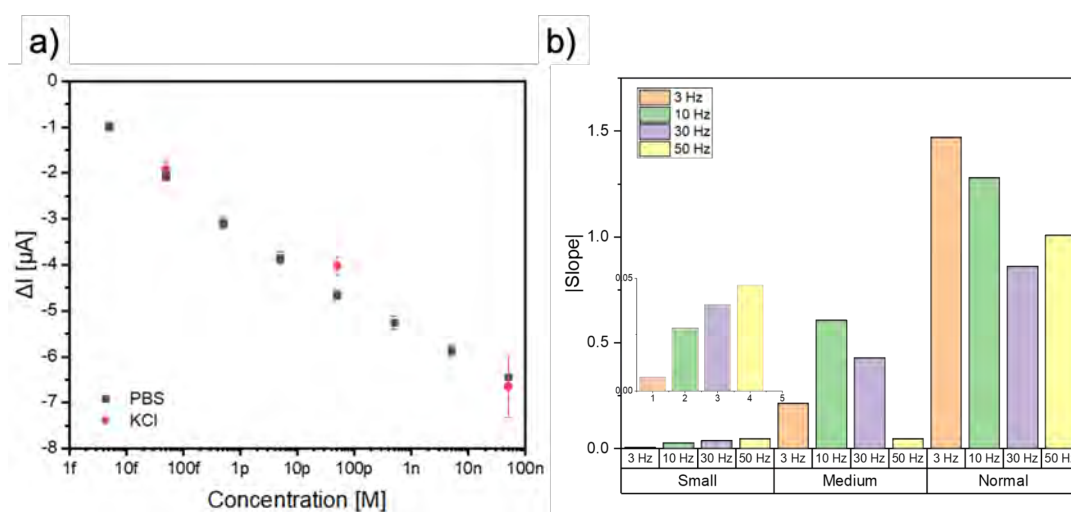 a)
0
-1
-2
-3
-4
-5
-6
-7
-8
ΔI [µA]
PBS
KCl
1f 10f 100f 1p 10p 100p 1n 10n 100n
Concentration [M]
b)
3 Hz
10 Hz
30 Hz
50 Hz
1.5
1.0
0.5
0.0
|Slope|
0.05
0.00
1 2 3 4 5
3 Hz 10 Hz 30 Hz 50 Hz 3 Hz 10 Hz 30 Hz 50 Hz 3 Hz 10 Hz 30 Hz 50 Hz
Small Medium Normal